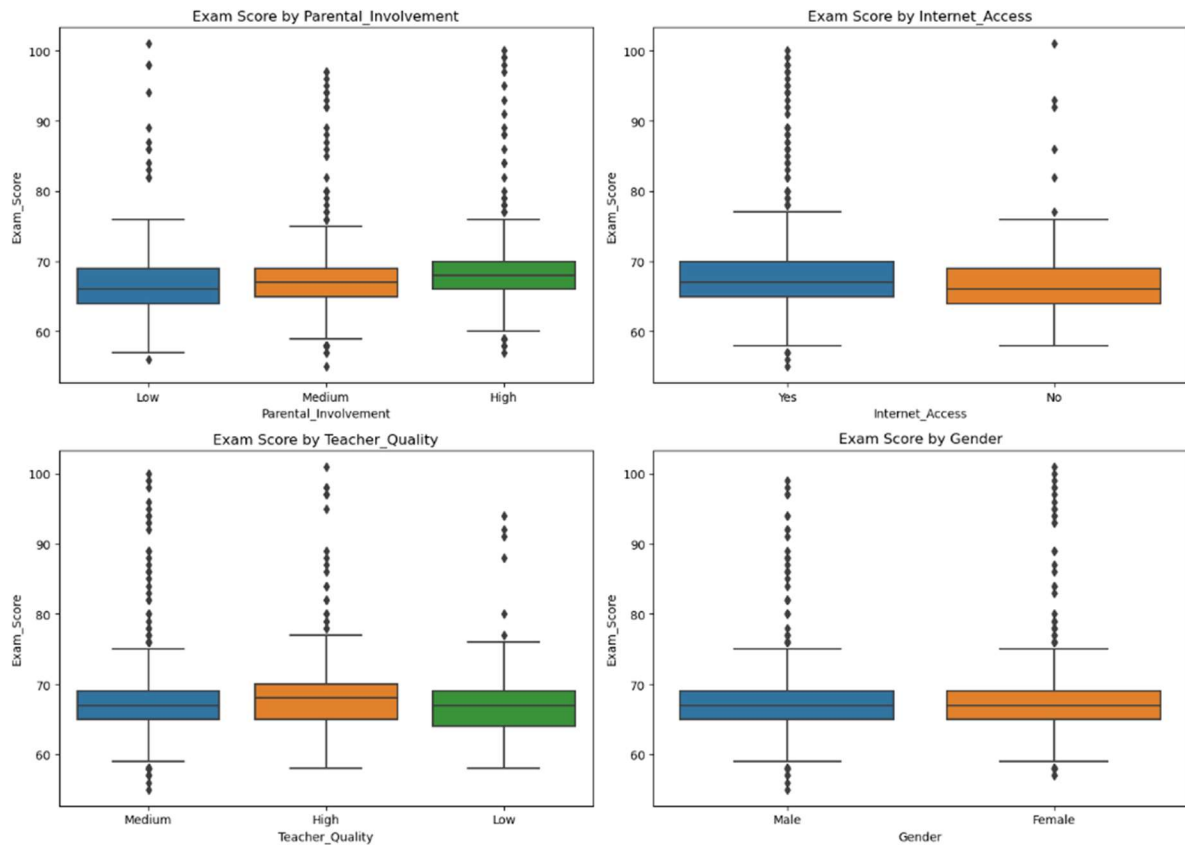 Exam Score by Parental_Involvement
Exam_Score
100
90
80
70
60
Low Medium High
Parental_Involvement
Exam Score by Internet_Access
Exam_Score
100
90
80
70
60
Yes No
Internet_Access
Exam Score by Teacher_Quality
Exam_Score
100
90
80
70
60
Medium High Low
Teacher_Quality
Exam Score by Gender
Exam_Score
100
90
80
70
60
Male Female
Gender